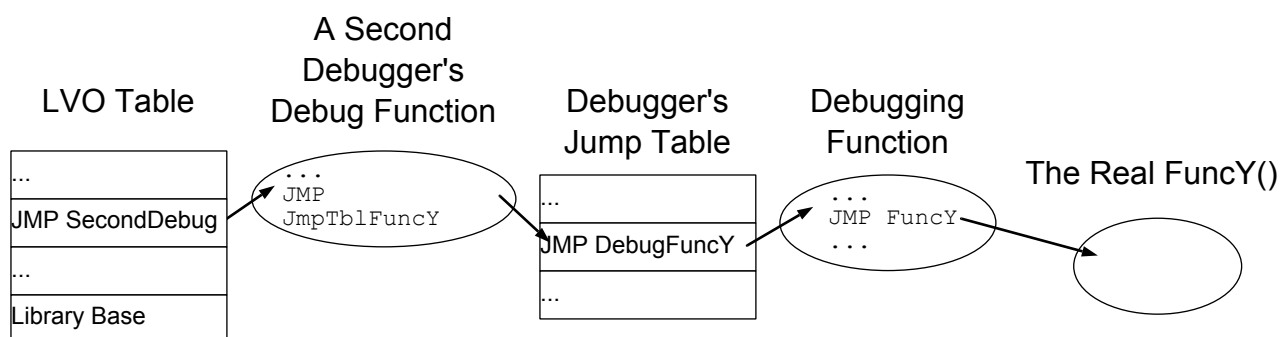 LVO Table
...
JMP SecondDebug
...
Library Base
A Second
Debugger's
Debug Function
...
JMP
JmpTblFuncY
Debugger's
Jump Table
...
JMP DebugFuncY
...
Debugging
Function
...
JMP FuncY
...
The Real FuncY()